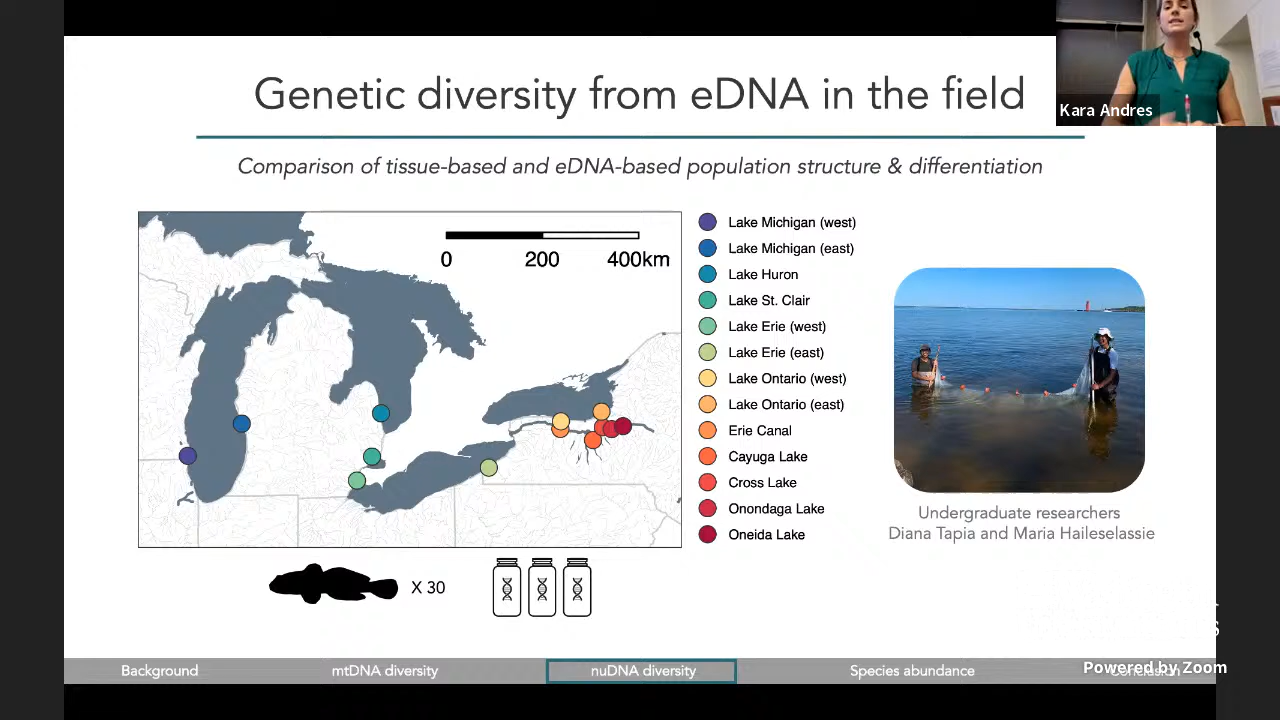 Genetic diversity from eDNA in the field
Kara Andres
Comparison of tissue-based and eDNA-based population structure & differentiation
0 200 400km
Lake Michigan (west)
Lake Michigan (east)
Lake Huron
Lake St. Clair
Lake Erie (west)
Lake Erie (east)
Lake Ontario (west)
Lake Ontario (east)
Erie Canal
Cayuga Lake
Cross Lake
Onondaga Lake
Oneida Lake
Undergraduate researchers
Diana Tapia and Maria Haileselassie
X 30
Background mtDNA diversity nuDNA diversity Species abundance Conclusion
Powered by Zoom